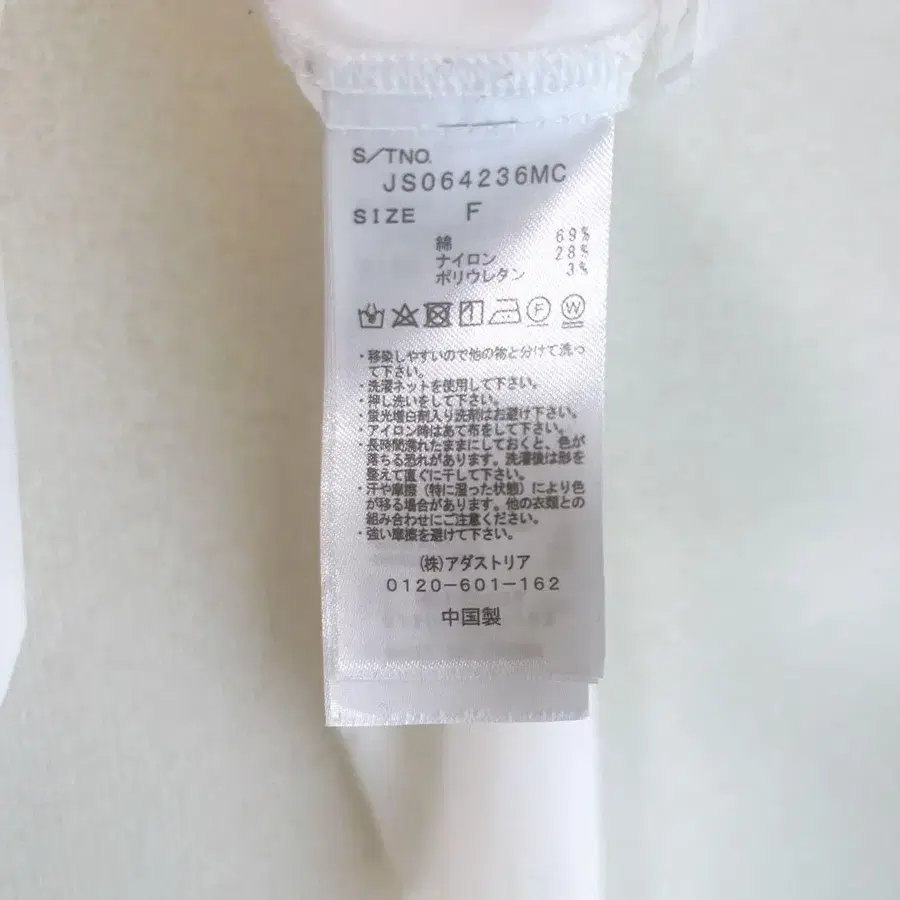 S/TNO.
JS064236MC
SIZE F
綿 69%
ナイロン 28%
ポリウレタン 3%
F W
・移染しやすいので他の物と分けて洗っ
て下さい。
・洗濯ネットを使用して下さい。
・押し洗いをして下さい。
・蛍光増白剤入り洗剤はお避け下さい。
・アイロン時はあて布をして下さい。
・長時間濡れたままにしておくと、色が
落ちる恐れがあります。洗濯後は形を
整えて直ぐに干して下さい。
・汗や摩擦（特に湿った状態）により色
が移る場合があります。他の衣類との
組み合わせにご注意ください。
・強い摩擦を避けて下さい。
(株)アダストリア
0120-601-162
中国製